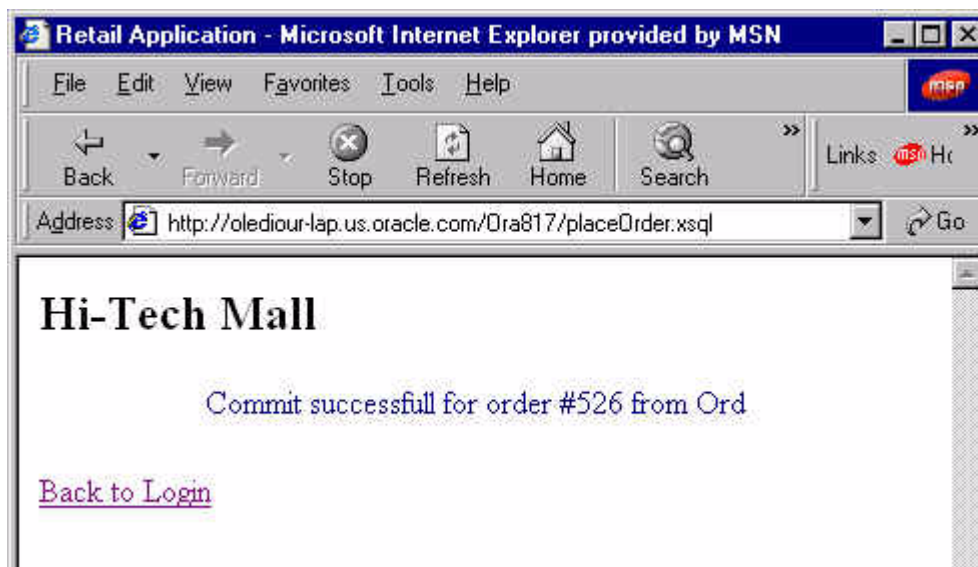 Retail Application - Microsoft Internet Explorer provided by MSN
File Edit View Favorites Tools Help
msn
Back Forward Stop Refresh Home Search » Links msn »
Address http://olediour-lap.us.oracle.com/Ora817/placeOrder.xsql Go
Hi-Tech Mall
Commit successfull for order #526 from Ord
Back to Login